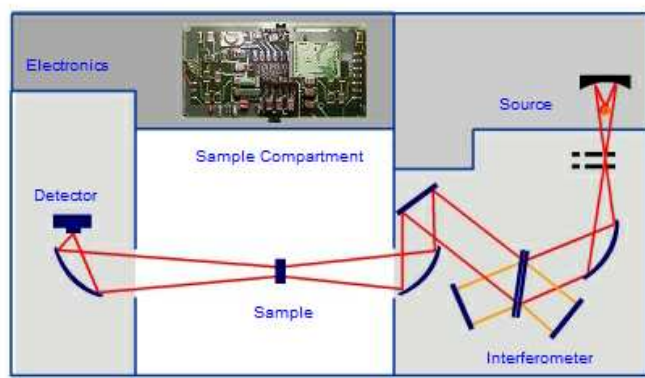 Electronics
Source
Sample Compartment
Detector
Sample
Interferometer